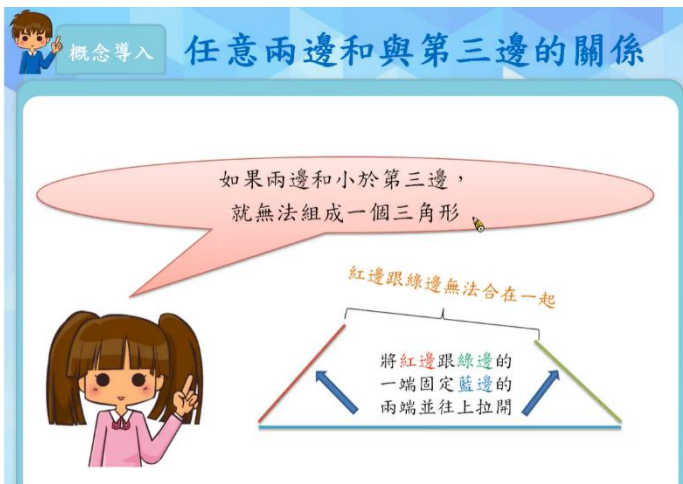 概念導入
任意兩邊和與第三邊的關係
如果兩邊和小於第三邊，
就無法組成一個三角形
紅邊跟綠邊無法合在一起
將紅邊跟綠邊的
一端固定藍邊的
兩端並往上拉開